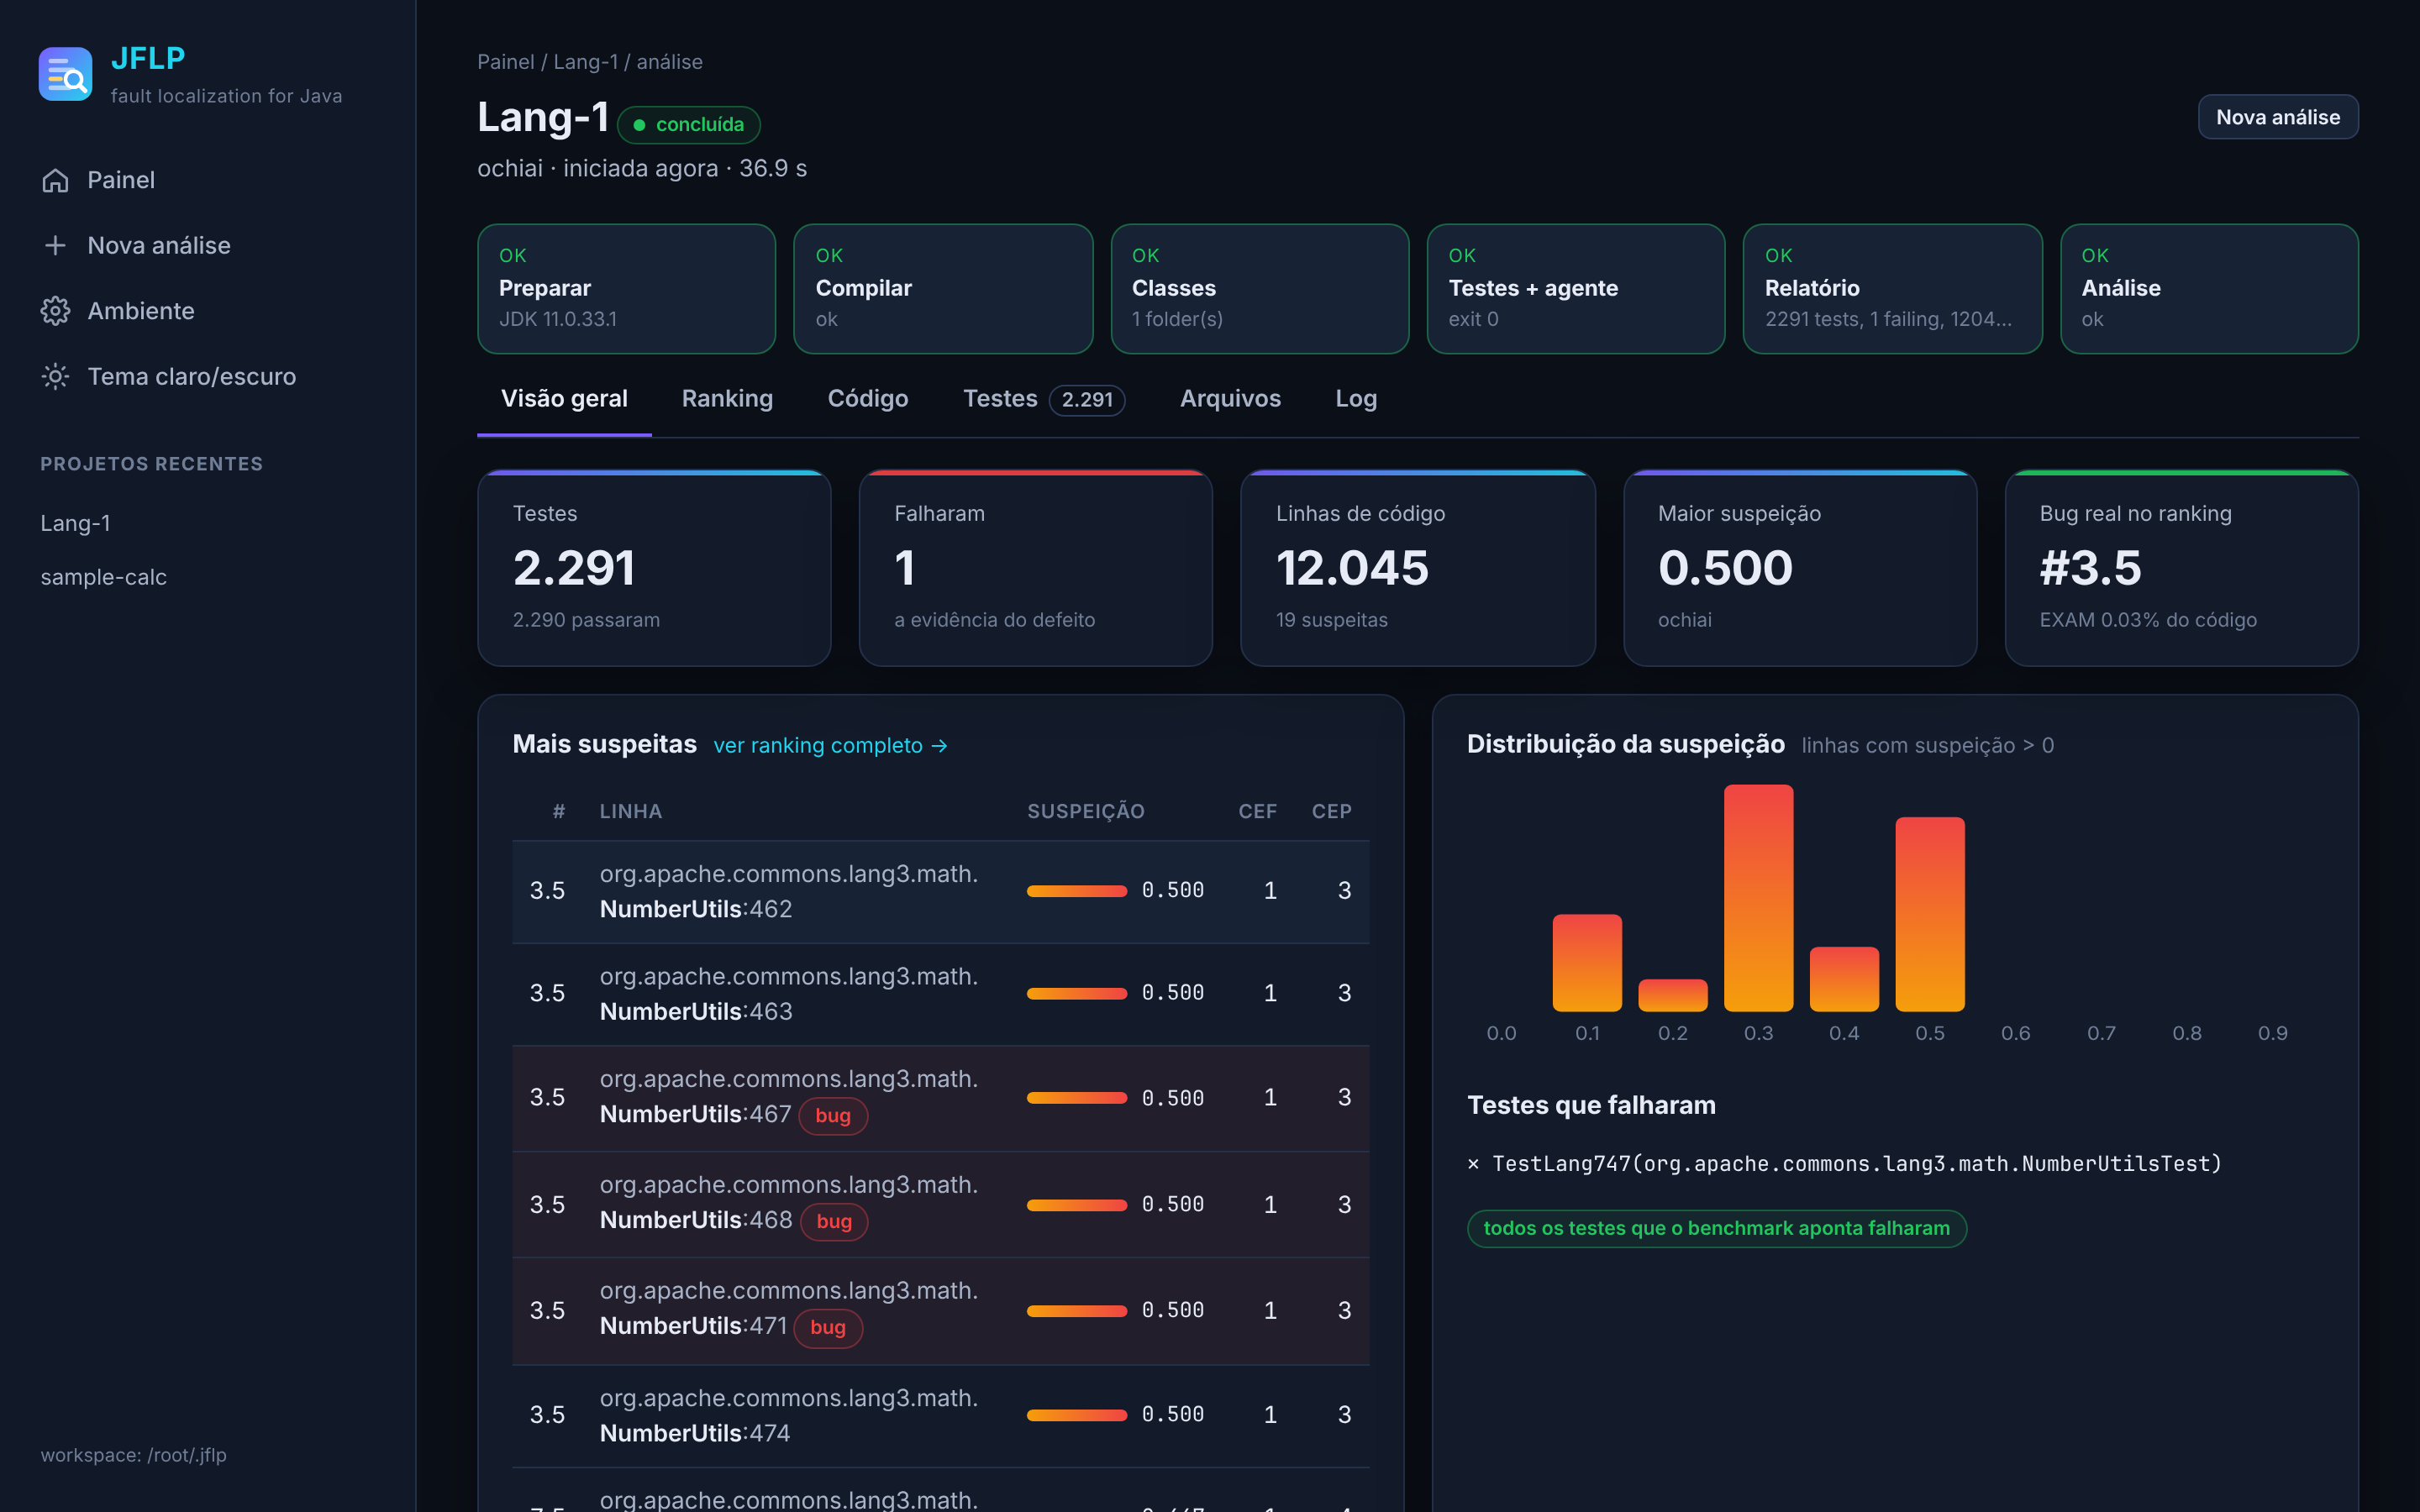 JFLP
fault localization for Java
Painel
Nova análise
Ambiente
Tema claro/escuro
PROJETOS RECENTES
Lang-1
sample-calc
workspace: /root/.jflp
Painel / Lang-1 / análise
Lang-1 concluída
Nova análise
ochiai · iniciada agora · 36.9 s
OK
Preparar
JDK 11.0.33.1
OK
Compilar
ok
OK
Classes
1 folder(s)
OK
Testes + agente
exit 0
OK
Relatório
2291 tests, 1 failing, 1204...
OK
Análise
ok
Visão geral Ranking Código Testes 2.291 Arquivos Log
Testes
2.291
2.290 passaram
Falharam
1
a evidência do defeito
Linhas de código
12.045
19 suspeitas
Maior suspeição
0.500
ochiai
Bug real no ranking
#3.5
EXAM 0.03% do código
Mais suspeitas ver ranking completo →
# LINHA SUSPEIÇÃO CEF CEP
org.apache.commons.lang3.math.
3.5 NumberUtils:462 0.500 1 3
org.apache.commons.lang3.math.
3.5 NumberUtils:463 0.500 1 3
org.apache.commons.lang3.math.
3.5 NumberUtils:467 bug 0.500 1 3
org.apache.commons.lang3.math.
3.5 NumberUtils:468 bug 0.500 1 3
org.apache.commons.lang3.math.
3.5 NumberUtils:471 bug 0.500 1 3
org.apache.commons.lang3.math.
3.5 NumberUtils:474 0.500 1 3
org.apache.commons.lang3.math.
Distribuição da suspeição linhas com suspeição > 0
0.0 0.1 0.2 0.3 0.4 0.5 0.6 0.7 0.8 0.9
Testes que falharam
× TestLang747(org.apache.commons.lang3.math.NumberUtilsTest)
todos os testes que o benchmark aponta falharam